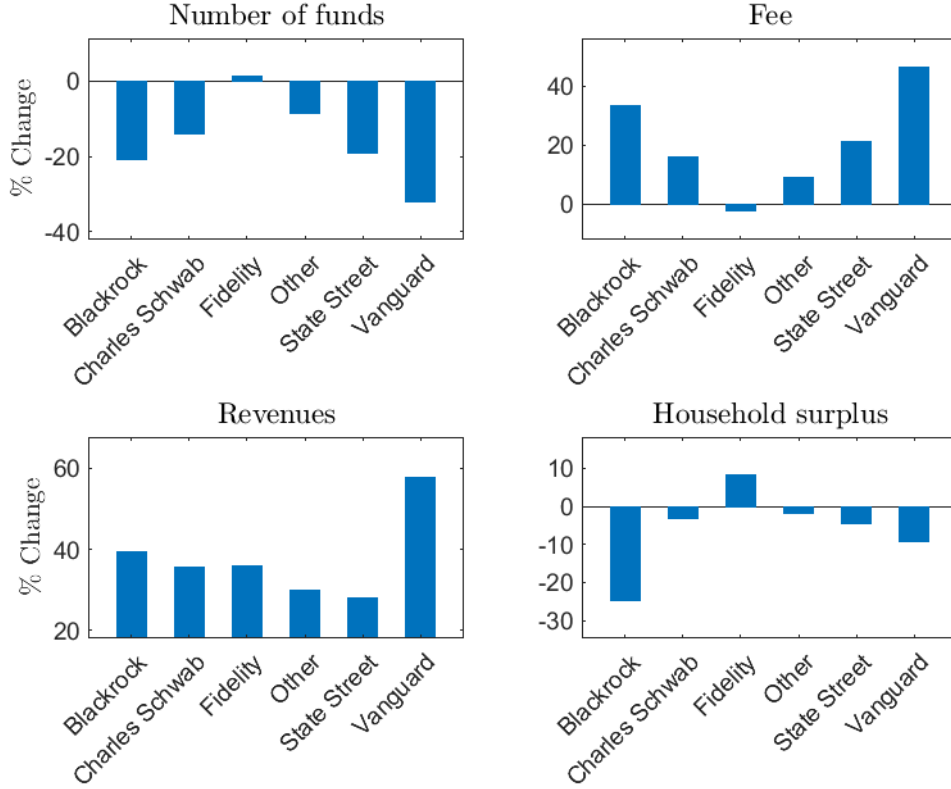 Number of funds
% Change
0
-20
-40
Blackrock
Charles Schwab
Fidelity
Other
State Street
Vanguard
Fee
40
20
0
Blackrock
Charles Schwab
Fidelity
Other
State Street
Vanguard
Revenues
% Change
60
40
20
Blackrock
Charles Schwab
Fidelity
Other
State Street
Vanguard
Household surplus
10
0
-10
-20
-30
Blackrock
Charles Schwab
Fidelity
Other
State Street
Vanguard